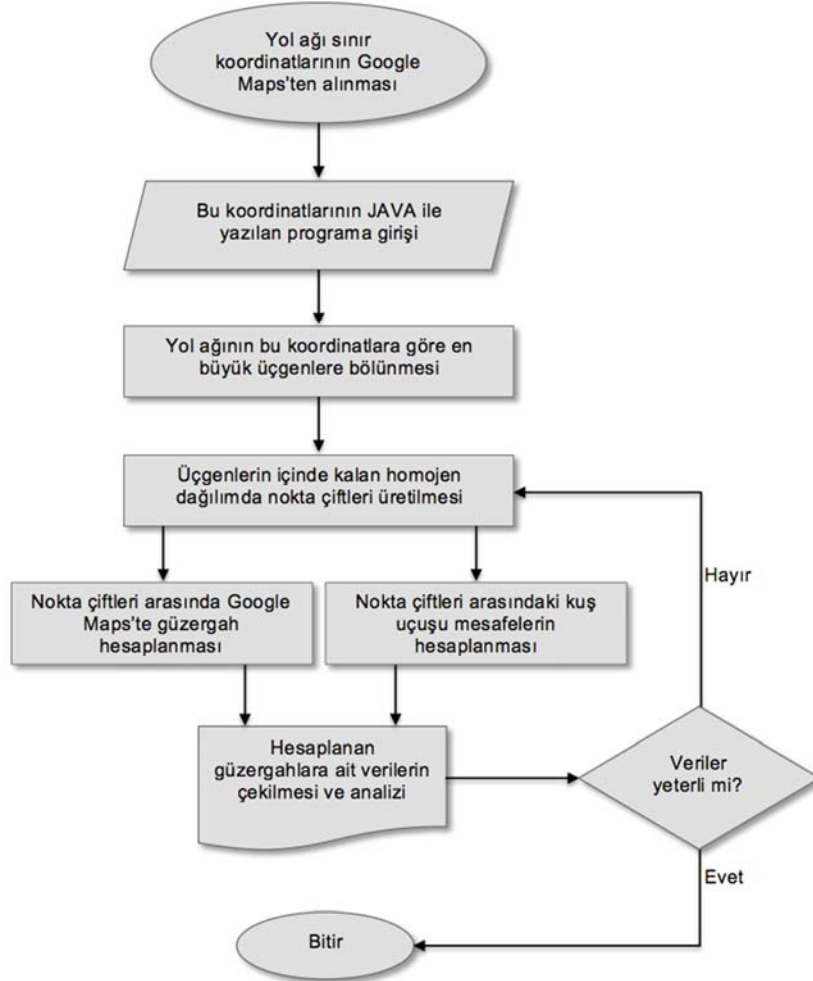 Yol ağı sınır
koordinatlarının Google
Maps'ten alınması
Bu koordinatlarının JAVA ile
yazılan programa girişi
Yol ağının bu koordinatlara göre en
büyük üçgenlere bölünmesi
Üçgenlerin içinde kalan homojen
dağılımda nokta çiftleri üretilmesi
Nokta çiftleri arasında Google
Maps'te güzergah
hesaplanması
Nokta çiftleri arasındaki kuş
uçuşu mesafelerin
hesaplanması
Hayır
Hesaplanan
güzergahlara ait verilerin
çekilmesi ve analizi
Veriler
yeterli mi?
Evet
Bitir